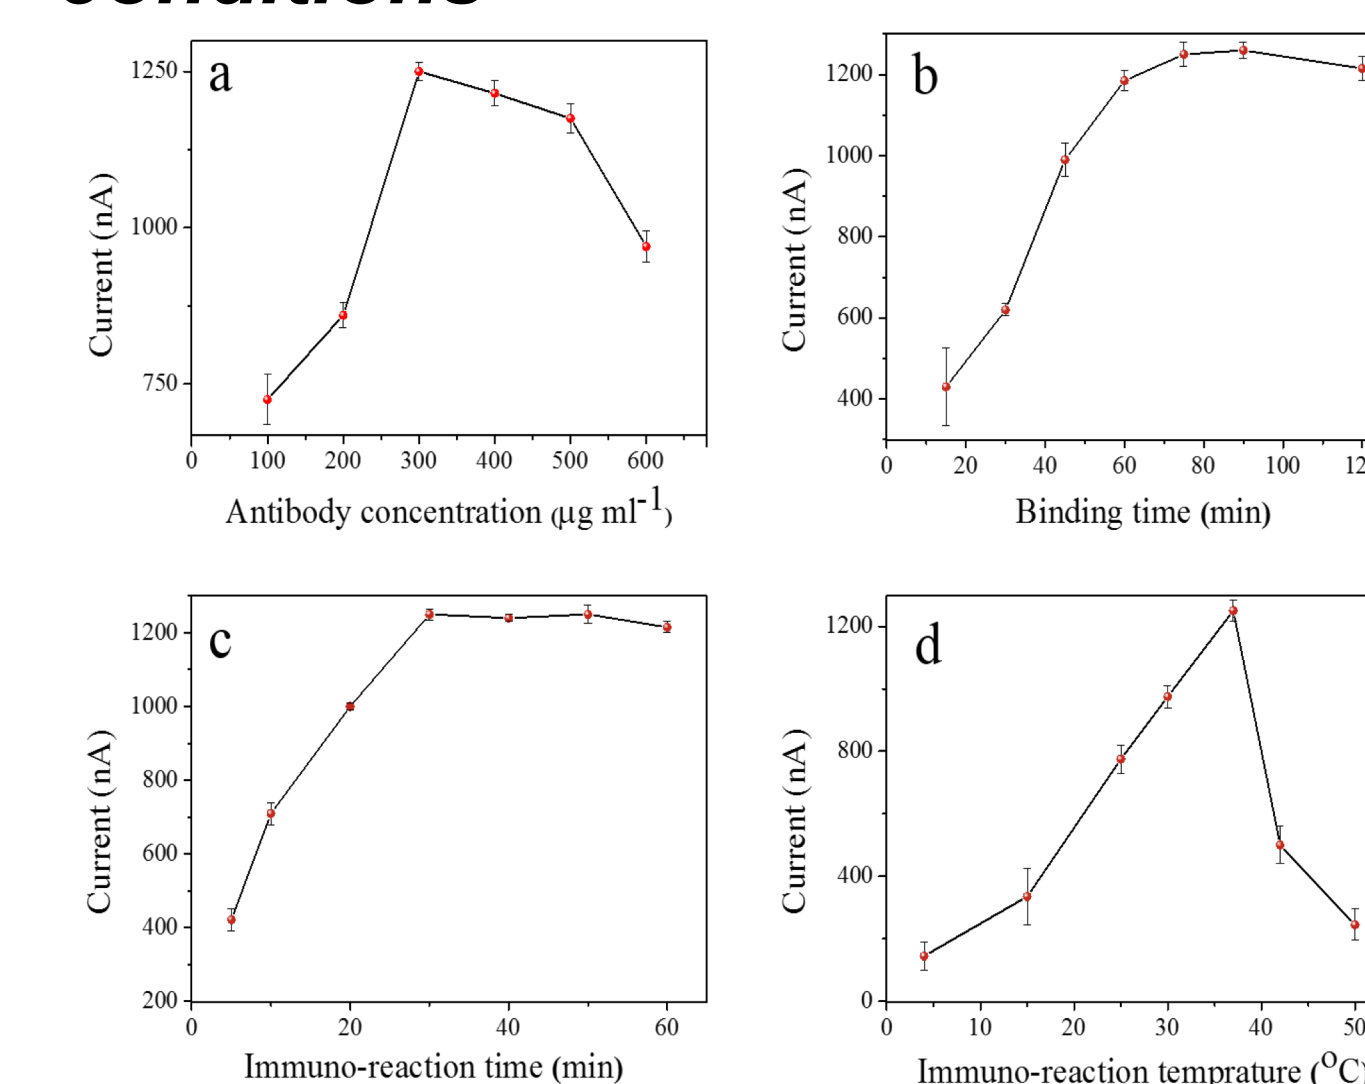 conditions
a
1250
1000
750
Current (nA)
0 100 200 300 400 500 600
Antibody concentration (µg ml-1)
b
1200
1000
800
600
400
Current (nA)
0 20 40 60 80 100
Binding time (min)
c
1200
1000
800
600
400
200
Current (nA)
0 20 40 60
Immuno-reaction time (min)
d
1200
800
400
0
Current (nA)
0 10 20 30 40 50
Immuno-reaction temprature (oC)